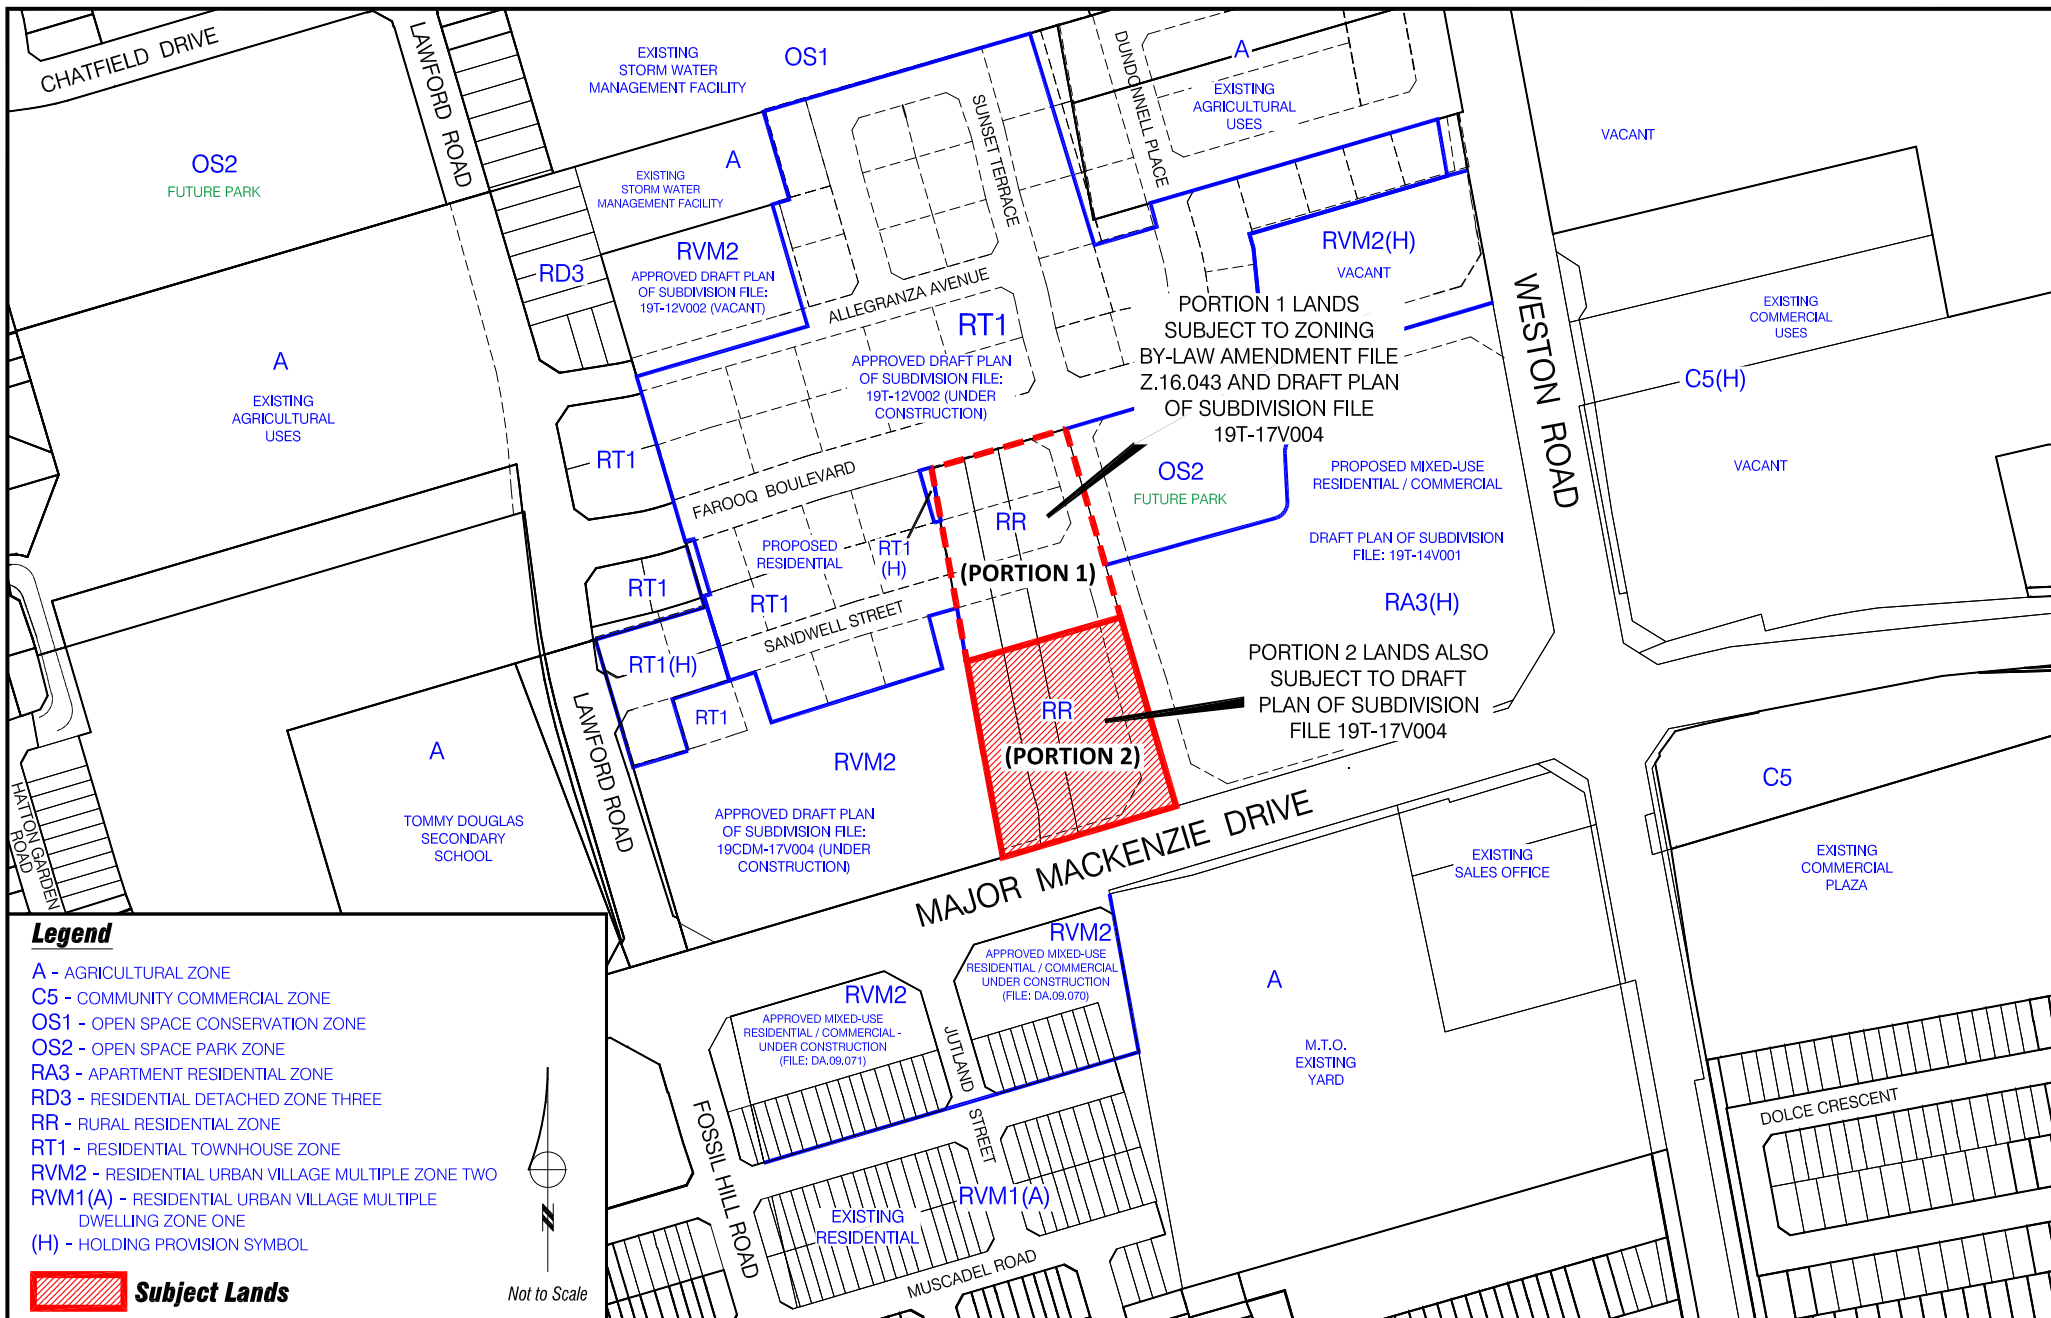 CHATFIELD DRIVE
LAWFORD ROAD
EXISTING
STORM WATER
MANAGEMENT FACILITY
OS1
SUNSET TERRACE
DUNDONNELL PLACE
A
EXISTING
AGRICULTURAL
USES
VACANT
OS2
FUTURE PARK
A
EXISTING
STORM WATER
MANAGEMENT FACILITY
RD3
RVM2
APPROVED DRAFT PLAN
OF SUBDIVISION FILE:
19T-12V002 (VACANT)
ALLEGRANZA AVENUE
RVM2(H)
VACANT
WESTON ROAD
EXISTING
COMMERCIAL
USES
C5(H)
VACANT
A
EXISTING
AGRICULTURAL
USES
RT1
APPROVED DRAFT PLAN
OF SUBDIVISION FILE:
19T-12V002 (UNDER
CONSTRUCTION)
PORTION 1 LANDS
SUBJECT TO ZONING
BY-LAW AMENDMENT FILE
Z.16.043 AND DRAFT PLAN
OF SUBDIVISION FILE
19T-17V004
RT1
FAROOQ BOULEVARD
OS2
FUTURE PARK
PROPOSED MIXED-USE
RESIDENTIAL / COMMERCIAL
DRAFT PLAN OF SUBDIVISION
FILE: 19T-14V001
RA3(H)
RR
(PORTION 1)
PROPOSED
RESIDENTIAL
RT1
(H)
RT1
RT1
SANDWELL STREET
RT1(H)
RT1
LAWFORD ROAD
PORTION 2 LANDS ALSO
SUBJECT TO DRAFT
PLAN OF SUBDIVISION
FILE 19T-17V004
RR
(PORTION 2)
RVM2
APPROVED DRAFT PLAN
OF SUBDIVISION FILE:
19CDM-17V004 (UNDER
CONSTRUCTION)
A
TOMMY DOUGLAS
SECONDARY
SCHOOL
HATTON GARDEN
ROAD
MAJOR MACKENZIE DRIVE
C5
EXISTING
COMMERCIAL
PLAZA
EXISTING
SALES OFFICE
RVM2
APPROVED MIXED-USE
RESIDENTIAL / COMMERCIAL
UNDER CONSTRUCTION
(FILE: DA.09.070)
RVM2
APPROVED MIXED-USE
RESIDENTIAL / COMMERCIAL -
UNDER CONSTRUCTION
(FILE: DA.09.071)
JUTLAND STREET
A
M.T.O.
EXISTING
YARD
DOLCE CRESCENT
FOSSIL HILL ROAD
RVM1(A)
EXISTING
RESIDENTIAL
MUSCADEL ROAD
Legend
A - AGRICULTURAL ZONE
C5 - COMMUNITY COMMERCIAL ZONE
OS1 - OPEN SPACE CONSERVATION ZONE
OS2 - OPEN SPACE PARK ZONE
RA3 - APARTMENT RESIDENTIAL ZONE
RD3 - RESIDENTIAL DETACHED ZONE THREE
RR - RURAL RESIDENTIAL ZONE
RT1 - RESIDENTIAL TOWNHOUSE ZONE
RVM2 - RESIDENTIAL URBAN VILLAGE MULTIPLE ZONE TWO
RVM1(A) - RESIDENTIAL URBAN VILLAGE MULTIPLE
DWELLING ZONE ONE
(H) - HOLDING PROVISION SYMBOL
Subject Lands
N
Not to Scale